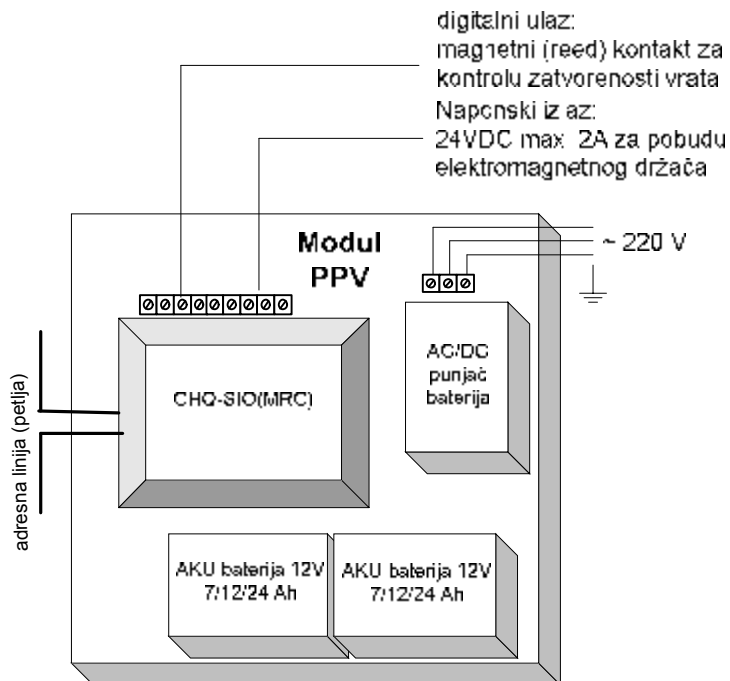 digitalni ulaz:
magnetni (reed) kontakt za
kontrolu zatvorenosti vrata
Naponski izlaz:
24VDC max 2A za pobudu
elektromagnetnog držača
Modul
PPV
~ 220 V
AC/DC
punjač
baterija
CHQ-SIO(MRC)
adresna linija (petlja)
AKU baterija 12V
7/12/24 Ah
AKU baterija 12V
7/12/24 Ah